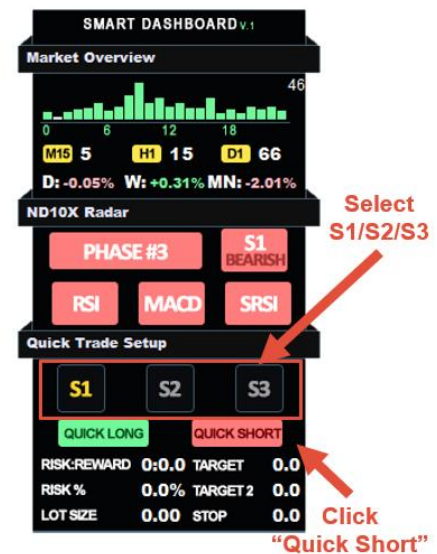 SMART DASHBOARD V.1
Market Overview
46
0 6 12 18
M15 5 H1 15 D1 66
D: -0.05% W: +0.31% MN: -2.01%
ND10X Radar
Select
S1/S2/S3
PHASE #3 S1
BEARISH
RSI MACD SRSI
Quick Trade Setup
S1 S2 S3
QUICK LONG QUICK SHORT
RISK:REWARD 0:0.0 TARGET 0.0
RISK % 0.0% TARGET 2 0.0
LOT SIZE 0.00 STOP 0.0
Click
“Quick Short”